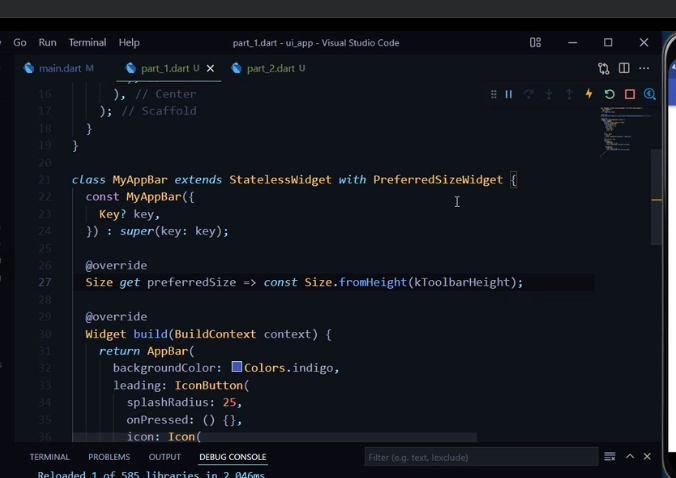 Go Run Terminal Help part_1.dart - ui_app - Visual Studio Code
main.dart M part_1.dart U part_2.dart U
16 ), // Center
17 ); // Scaffold
18 }
19 }
20
21 class MyAppBar extends StatelessWidget with PreferredSizeWidget {
22 const MyAppBar({
23 Key? key,
24 }) : super(key: key);
25
26 @override
27 Size get preferredSize => const Size.fromHeight(kToolbarHeight);
28
29 @override
30 Widget build(BuildContext context) {
31 return AppBar(
32 backgroundColor: Colors.indigo,
33 leading: IconButton(
34 splashRadius: 25,
35 onPressed: () {},
36 icon: Icon(
TERMINAL PROBLEMS OUTPUT DEBUG CONSOLE Filter (e.g. text, !exclude)
Reloaded 1 of 585 libraries in 2,046ms